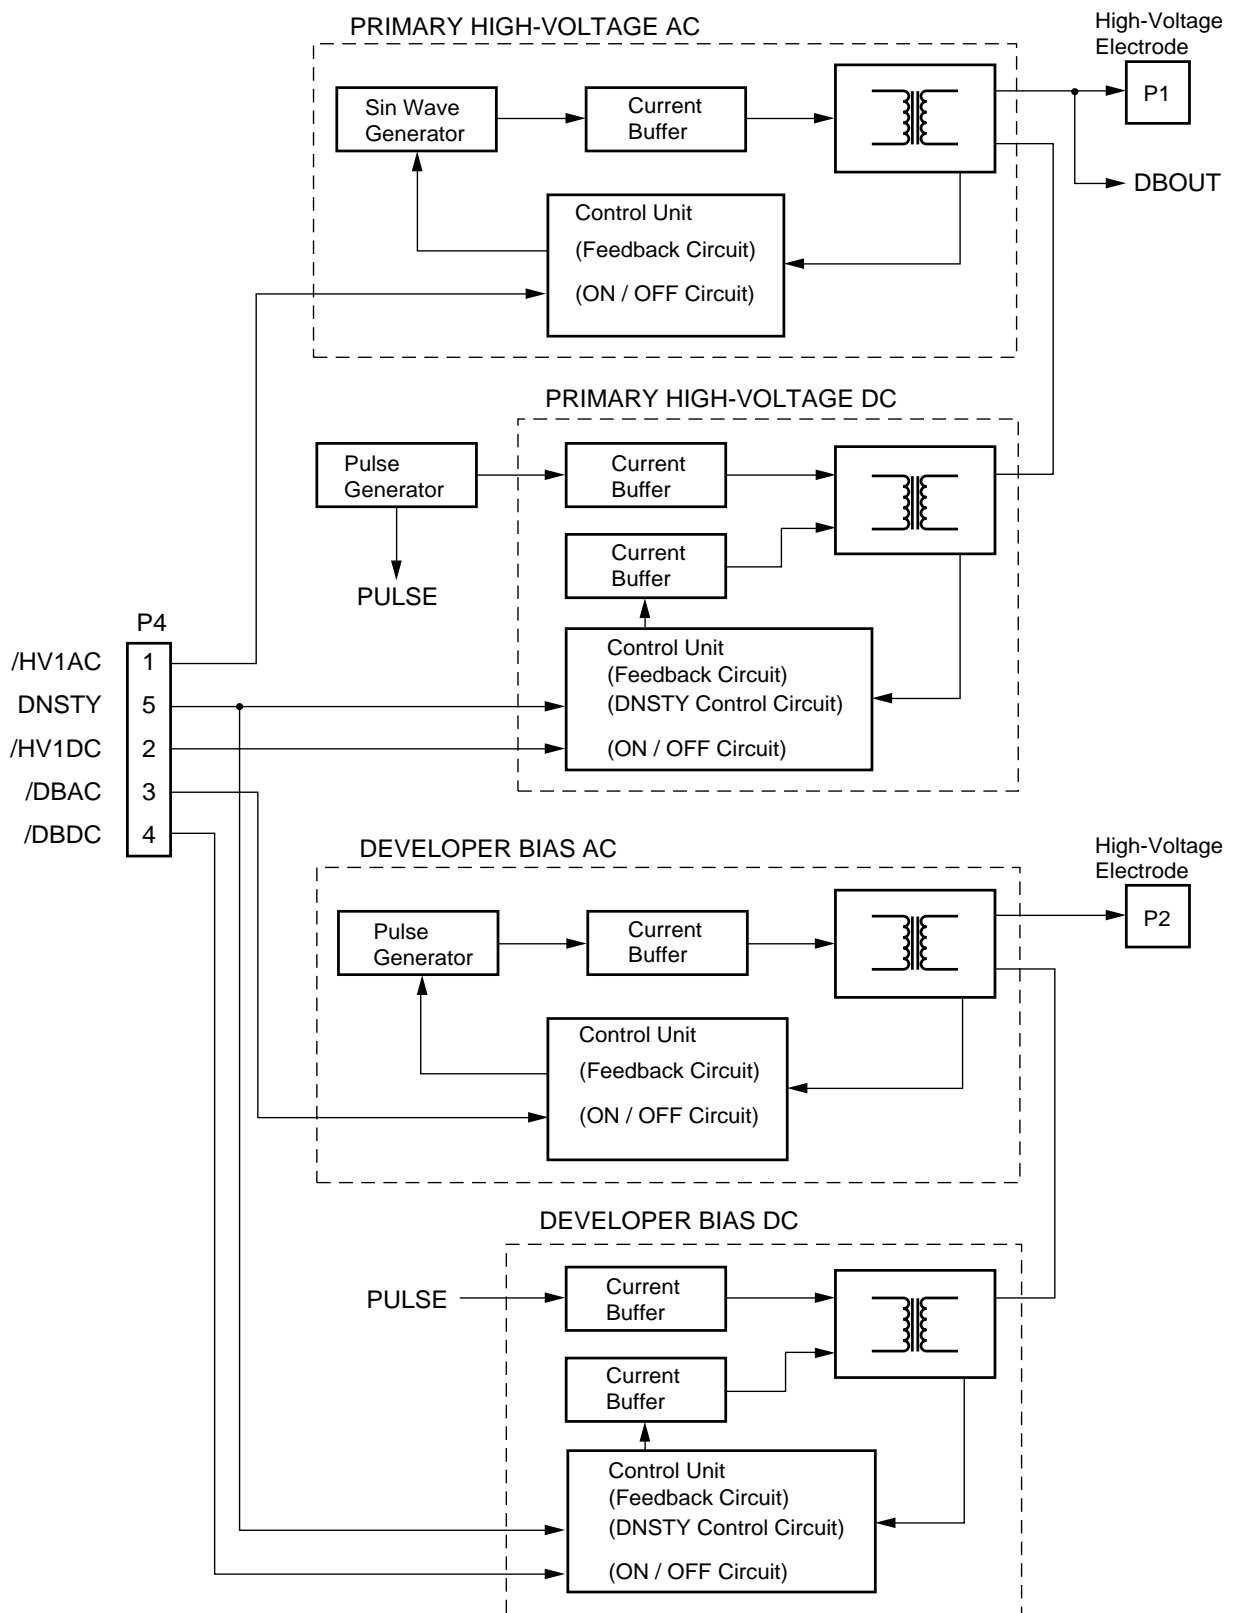 PRIMARY HIGH-VOLTAGE AC
High-Voltage
Electrode
Sin Wave
Generator
Current
Buffer
P1
DBOUT
Control Unit
(Feedback Circuit)
(ON / OFF Circuit)
PRIMARY HIGH-VOLTAGE DC
Pulse
Generator
Current
Buffer
Current
Buffer
PULSE
Control Unit
(Feedback Circuit)
(DNSTY Control Circuit)
(ON / OFF Circuit)
P4
/HV1AC 1
DNSTY 5
/HV1DC 2
/DBAC 3
/DBDC 4
DEVELOPER BIAS AC
High-Voltage
Electrode
Pulse
Generator
Current
Buffer
P2
Control Unit
(Feedback Circuit)
(ON / OFF Circuit)
DEVELOPER BIAS DC
PULSE
Current
Buffer
Current
Buffer
Control Unit
(Feedback Circuit)
(DNSTY Control Circuit)
(ON / OFF Circuit)